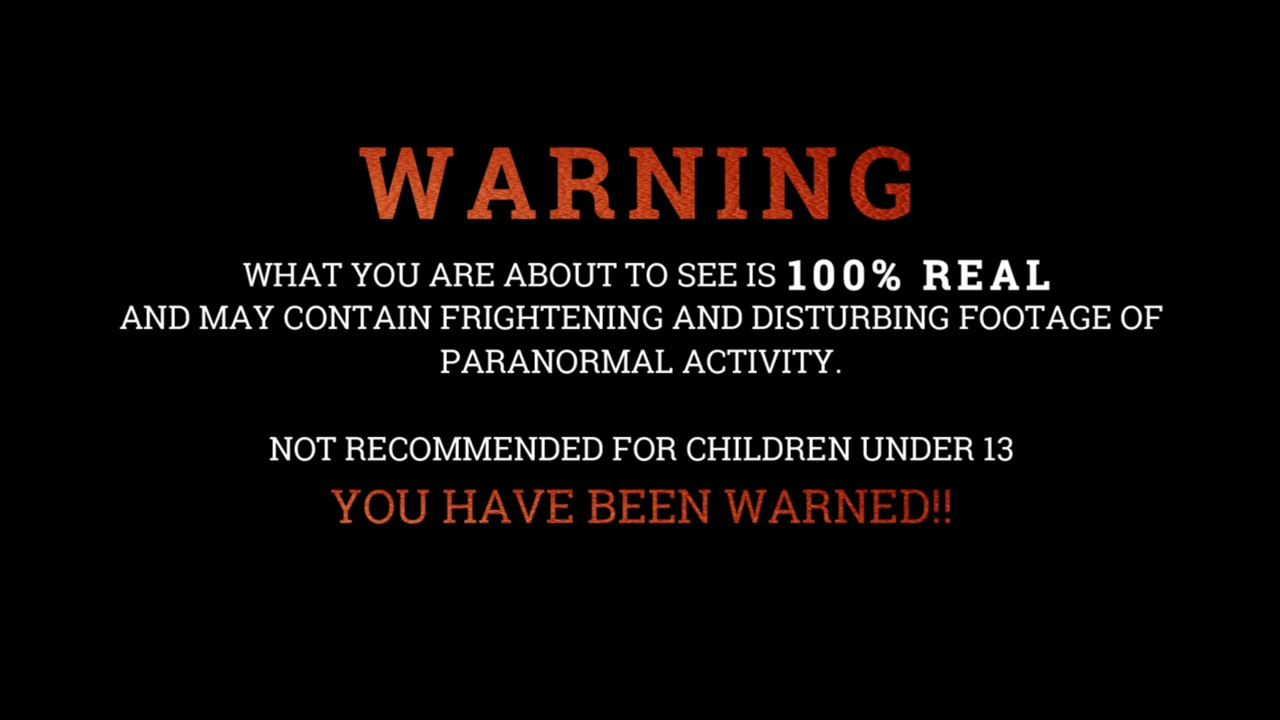 WARNING
WHAT YOU ARE ABOUT TO SEE IS 100% REAL
AND MAY CONTAIN FRIGHTENING AND DISTURBING FOOTAGE OF
PARANORMAL ACTIVITY.
NOT RECOMMENDED FOR CHILDREN UNDER 13
YOU HAVE BEEN WARNED!!